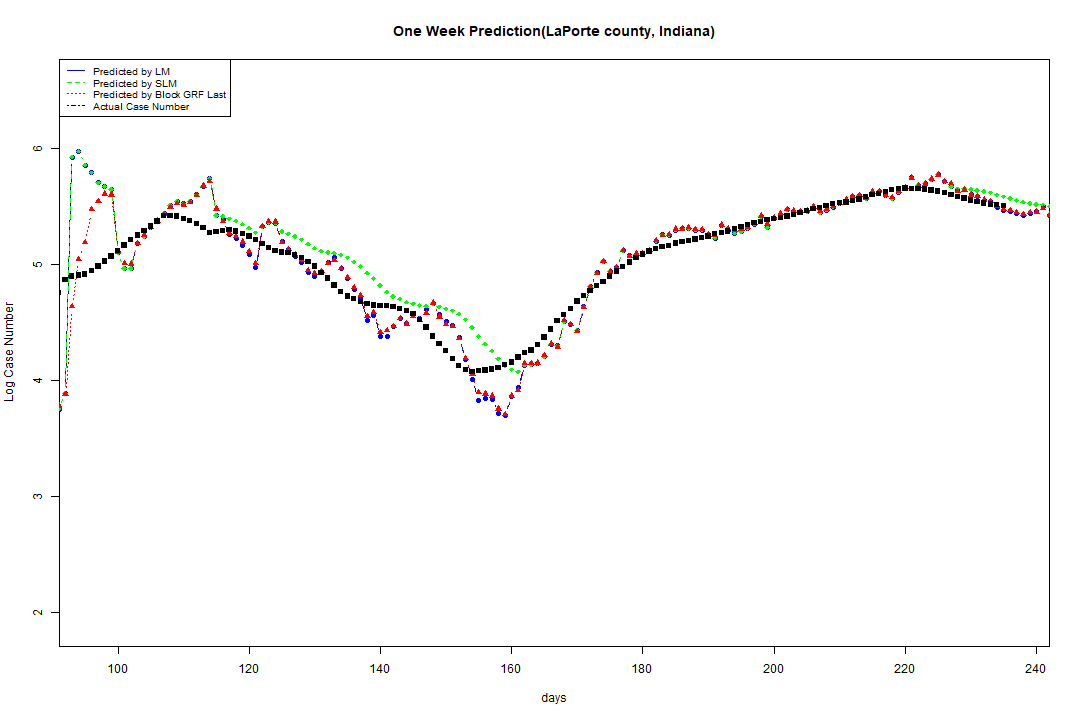 One Week Prediction(LaPorte county, Indiana)
Predicted by LM
Predicted by SLM
Predicted by Block GRF Last
Actual Case Number
6
5
4
3
2
Log Case Number
100 120 140 160 180 200 220 240
days